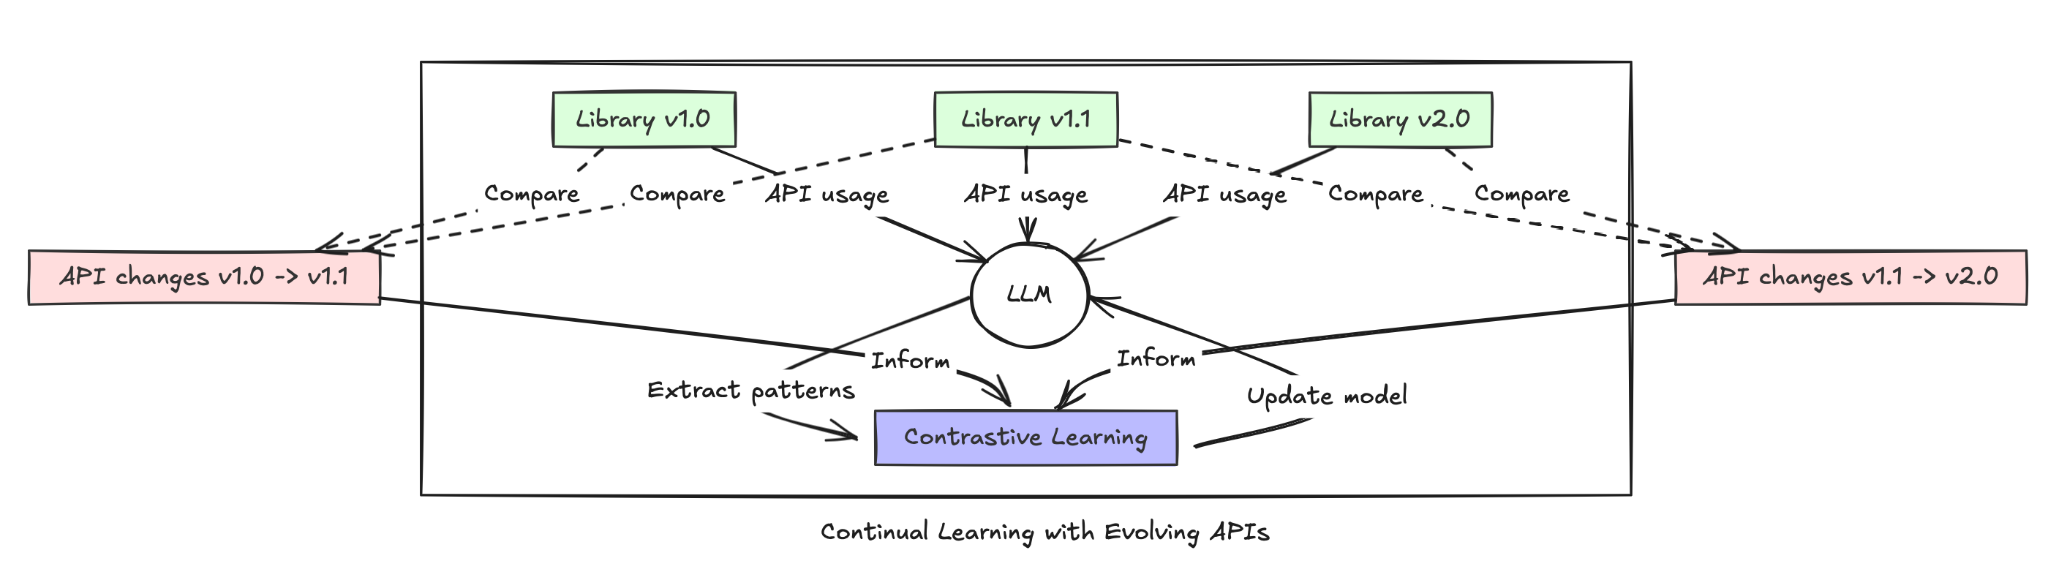 Library v1.0
Library v1.1
Library v2.0
Compare
Compare
API usage
API usage
API usage
Compare
Compare
API changes v1.0 -> v1.1
LLM
API changes v1.1 -> v2.0
Inform
Inform
Extract patterns
Update model
Contrastive Learning
Continual Learning with Evolving APIs